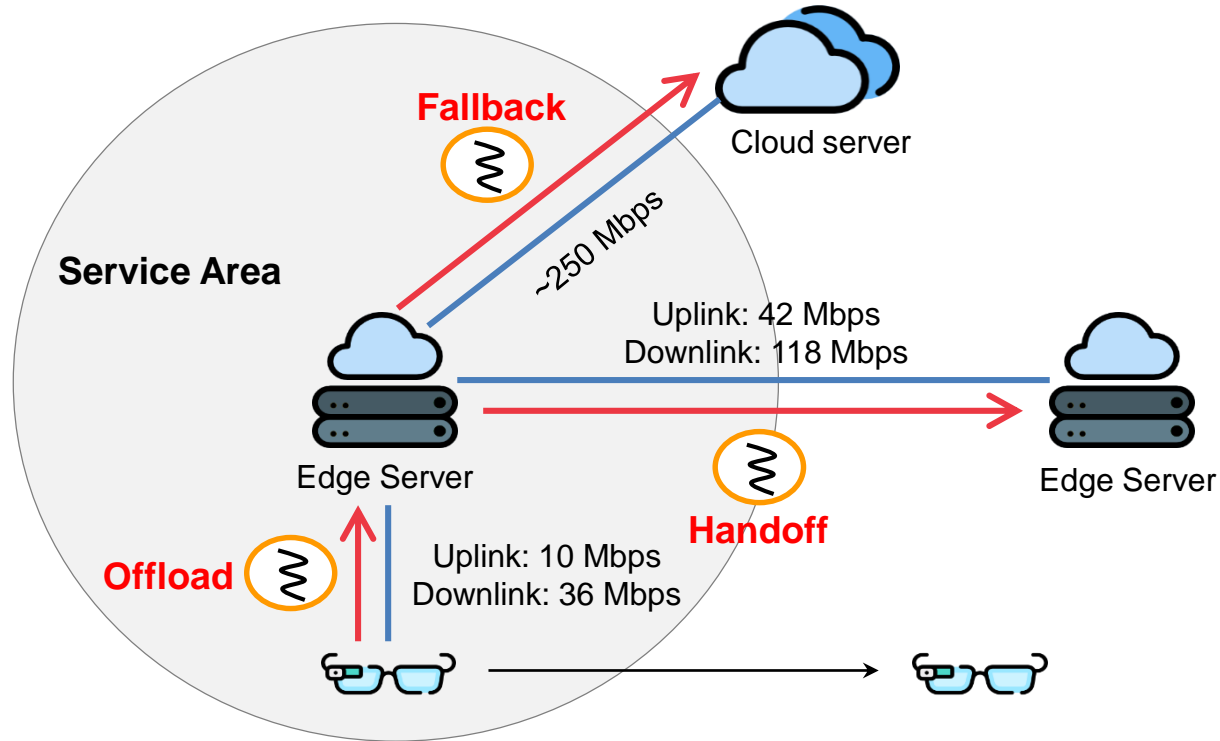 Fallback
Cloud server
~250 Mbps
Service Area
Uplink: 42 Mbps
Downlink: 118 Mbps
Edge Server
Edge Server
Handoff
Offload
Uplink: 10 Mbps
Downlink: 36 Mbps